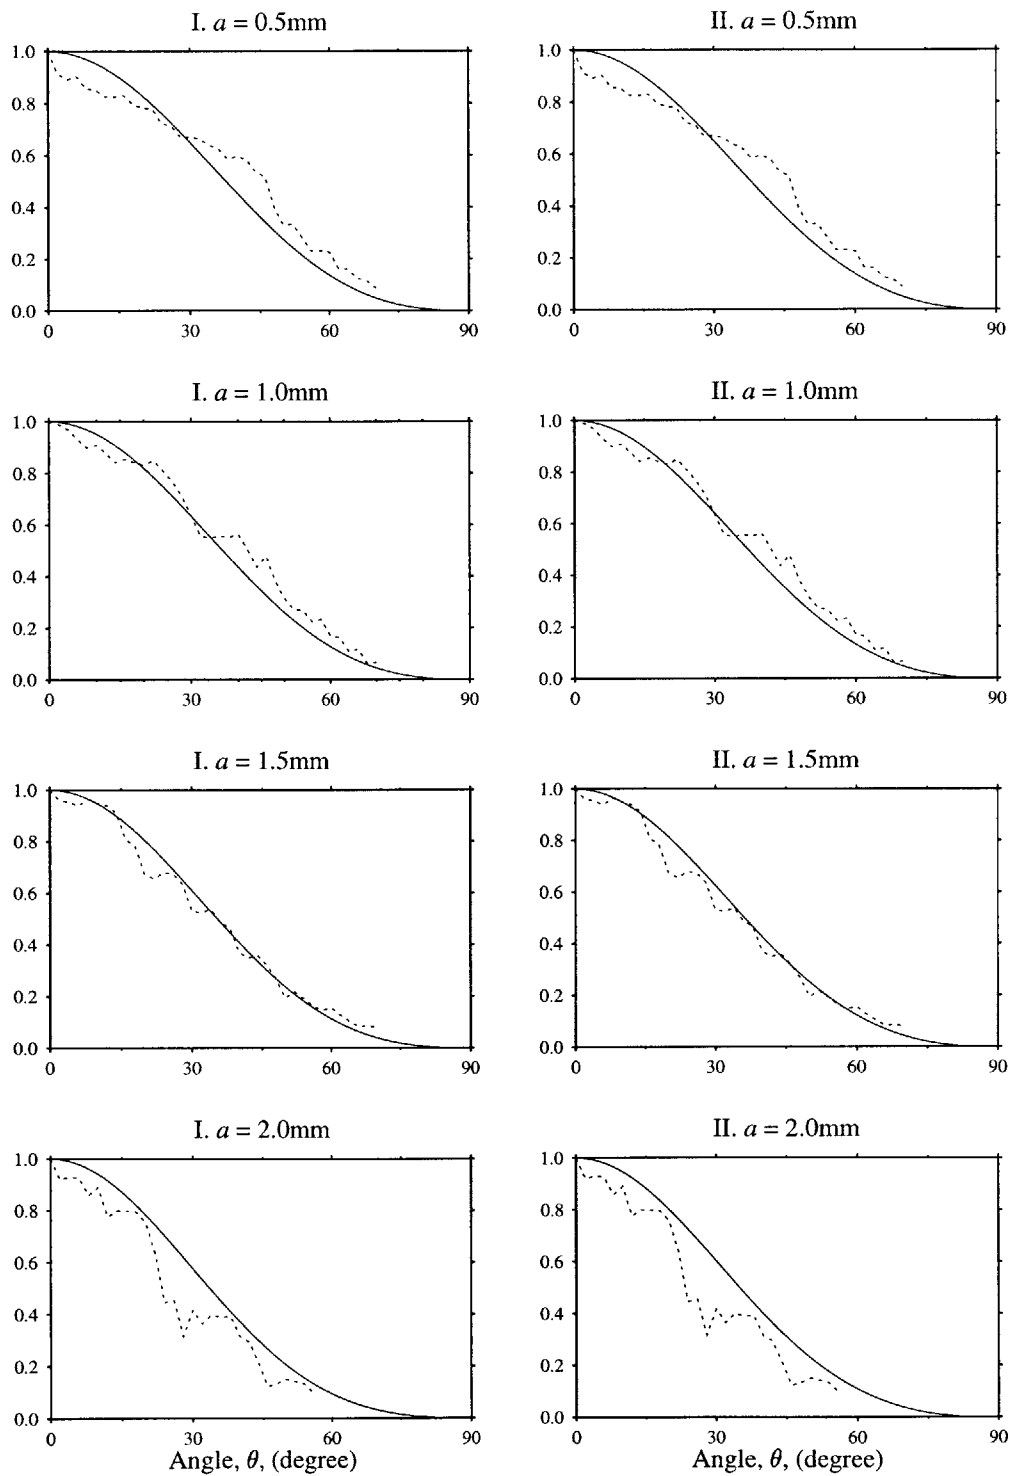 I. a = 0.5mm
1.0
0.8
0.6
0.4
0.2
0.0
0 30 60 90
II. a = 0.5mm
1.0
0.8
0.6
0.4
0.2
0.0
0 30 60 90
I. a = 1.0mm
1.0
0.8
0.6
0.4
0.2
0.0
0 30 60 90
II. a = 1.0mm
1.0
0.8
0.6
0.4
0.2
0.0
0 30 60 90
I. a = 1.5mm
1.0
0.8
0.6
0.4
0.2
0.0
0 30 60 90
II. a = 1.5mm
1.0
0.8
0.6
0.4
0.2
0.0
0 30 60 90
I. a = 2.0mm
1.0
0.8
0.6
0.4
0.2
0.0
0 30 60 90
Angle, θ, (degree)
II. a = 2.0mm
1.0
0.8
0.6
0.4
0.2
0.0
0 30 60 90
Angle, θ, (degree)